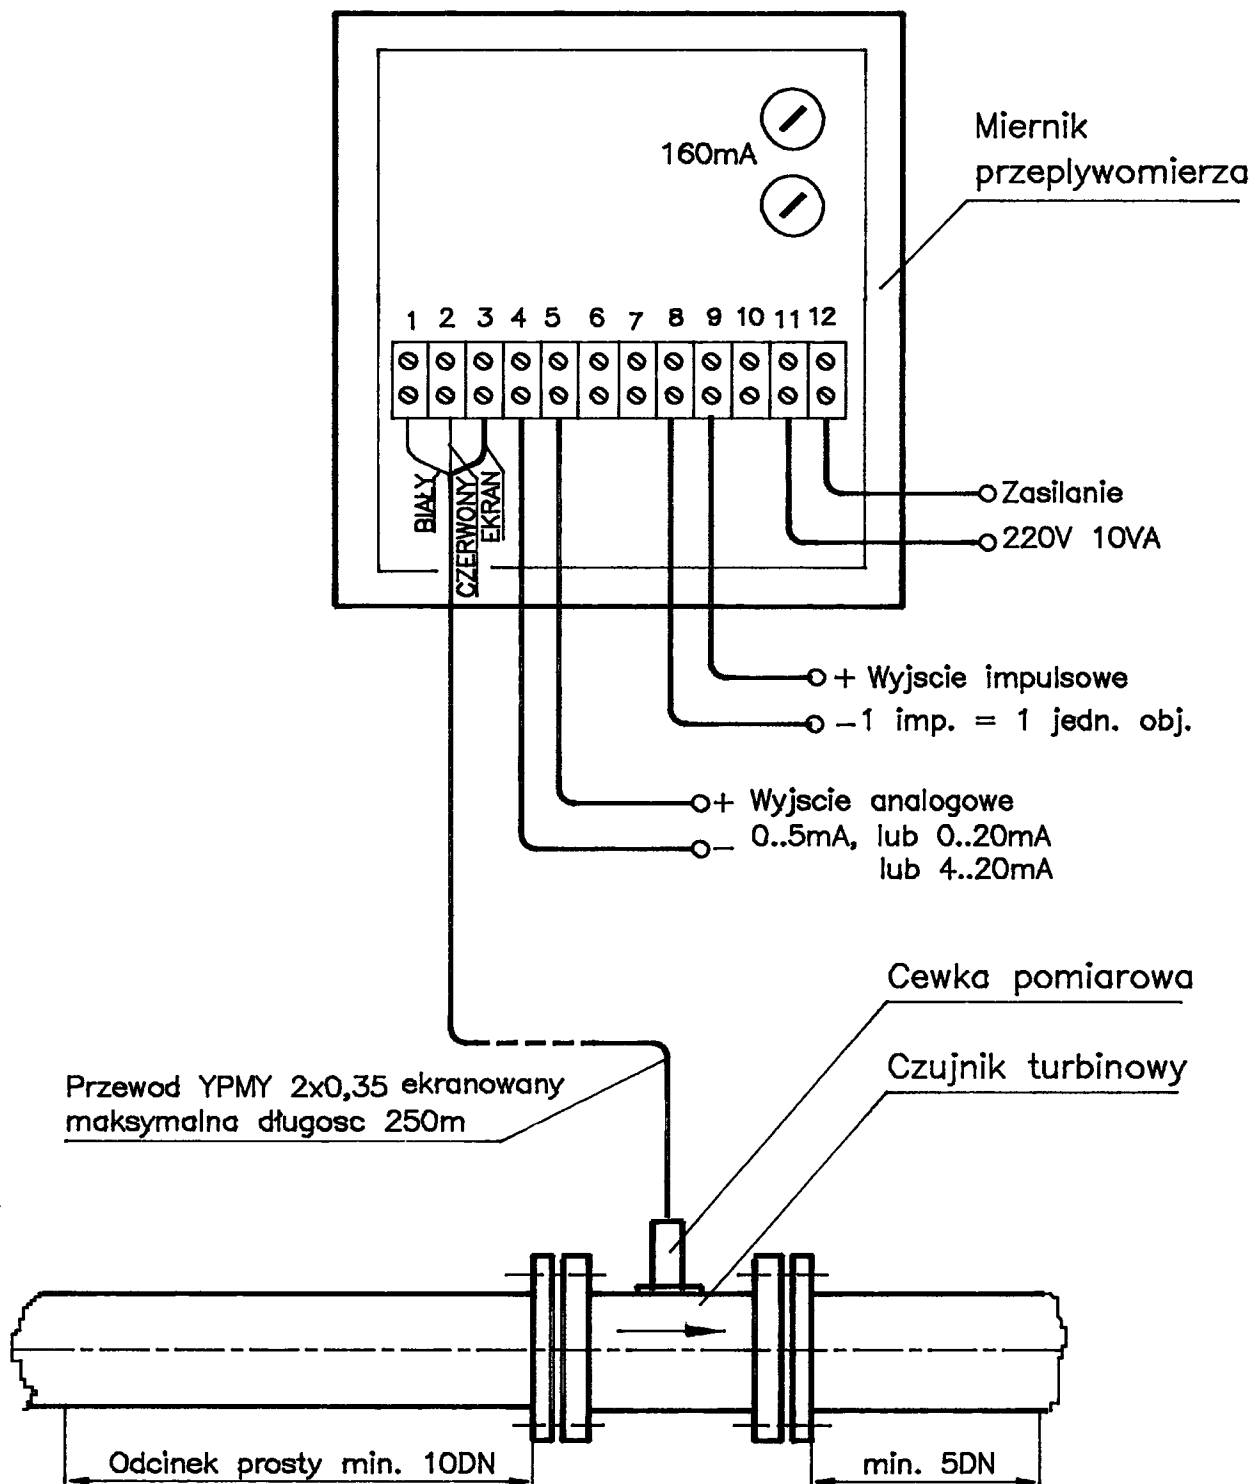 160mA
Miernik
przeplywomierza
1 2 3 4 5 6 7 8 9 10 11 12
BIAŁY
CZERWONY
EKRAN
Zasilanie
220V 10VA
+ Wyjscie impulsowe
- 1 imp. = 1 jedn. obj.
+ Wyjscie analogowe
- 0..5mA, lub 0..20mA
lub 4..20mA
Cewka pomiarowa
Czujnik turbinowy
Przewod YPMY 2x0,35 ekranowany
maksymalna długosc 250m
Odcinek prosty min. 10DN
min. 5DN